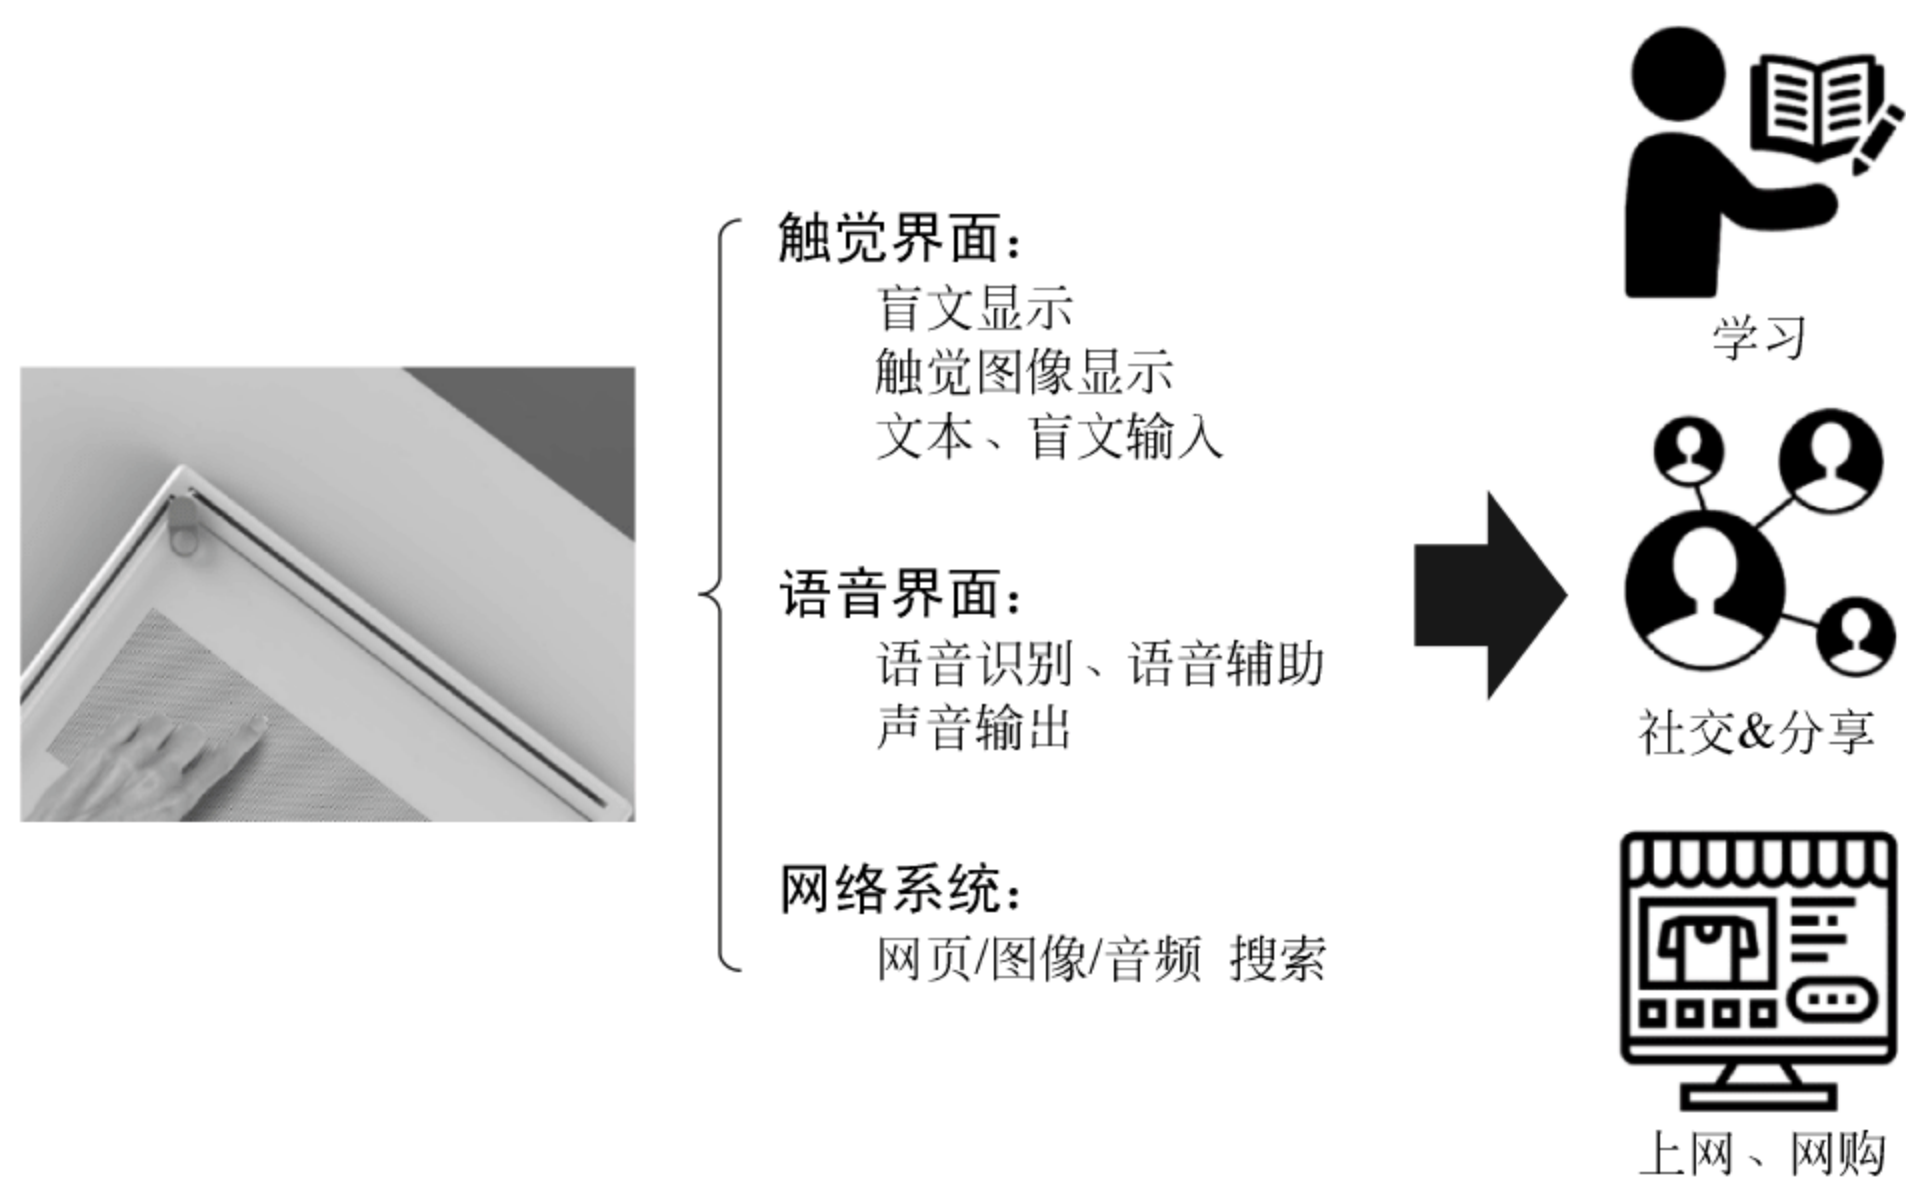 触觉界面：
盲文显示
触觉图像显示
文本、盲文输入
语音界面：
语音识别、语音辅助
声音输出
网络系统：
网页/图像/音频 搜索
学习
社交&分享
上网、网购